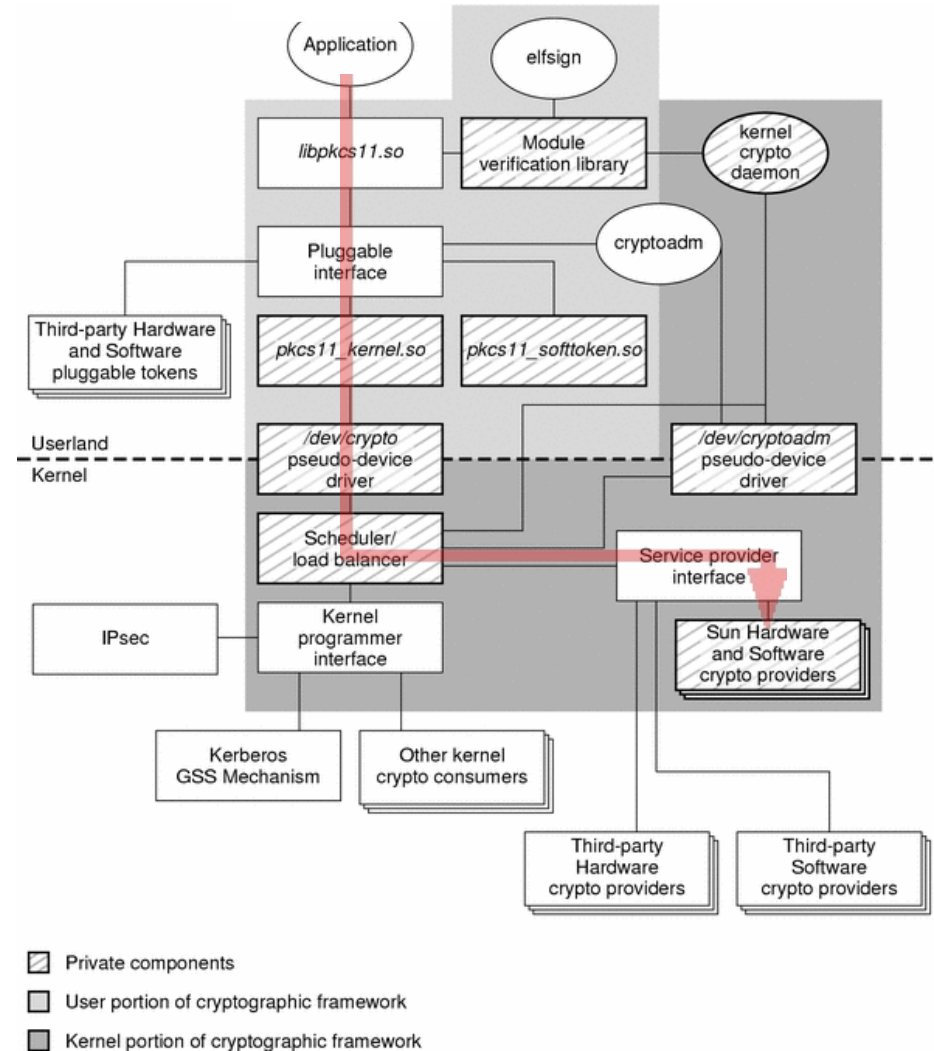 Application
elfsign
libpkcs11.so
Module
verification library
kernel
crypto
daemon
Pluggable
interface
cryptoadm
Third-party Hardware
and Software
pluggable tokens
pkcs11_kernel.so
pkcs11_softtoken.so
Userland
Kernel
/dev/crypto
pseudo-device
driver
/dev/cryptoadm
pseudo-device
driver
Scheduler/
load balancer
Service provider
interface
IPsec
Kernel
programmer
interface
Sun Hardware
and Software
crypto providers
Kerberos
GSS Mechanism
Other kernel
crypto consumers
Third-party
Hardware
crypto providers
Third-party
Software
crypto providers
Private components
User portion of cryptographic framework
Kernel portion of cryptographic framework